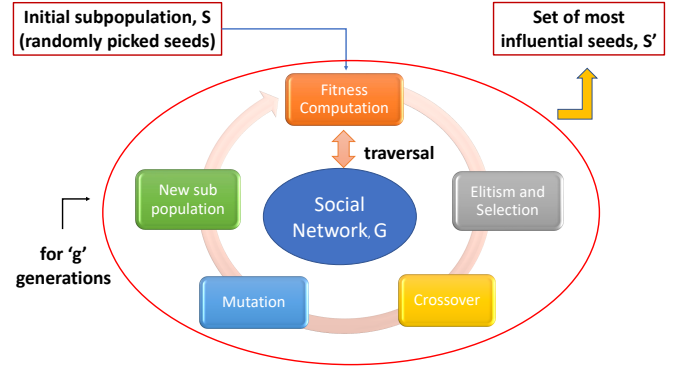 Initial subpopulation, S
(randomly picked seeds)
Set of most
influential seeds, S’
Fitness
Computation
traversal
New sub
population
Social
Network, G
Elitism and
Selection
for ‘g’
generations
Mutation
Crossover